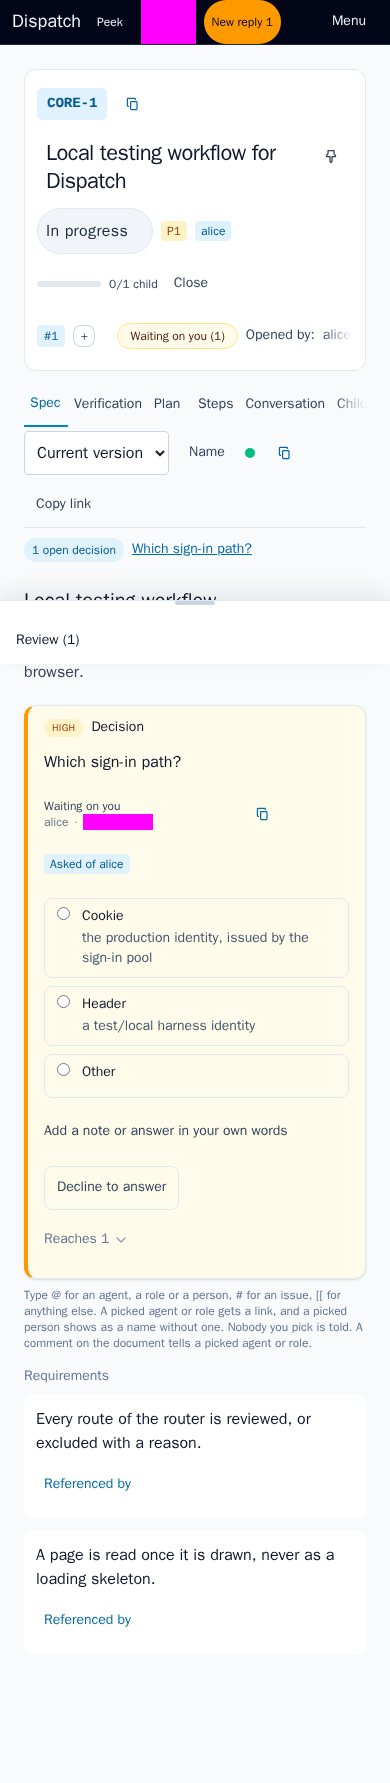 Dispatch Peek New reply 1 Menu
CORE-1
Local testing workflow for
Dispatch
In progress P1 alice
0/1 child Close
#1 + Waiting on you (1) Opened by: alice
Spec Verification Plan Steps Conversation
Current version Name
Copy link
1 open decision Which sign-in path?
Local testing workflow
Review (1)
browser.
HIGH Decision
Which sign-in path?
Waiting on you
alice ·
Asked of alice
Cookie
the production identity, issued by the
sign-in pool
Header
a test/local harness identity
Other
Add a note or answer in your own words
Decline to answer
Reaches 1
Type @ for an agent, a role or a person, # for an issue, [[ for
anything else. A picked agent or role gets a link, and a picked
person shows as a name without one. Nobody you pick is told. A
comment on the document tells a picked agent or role.
Requirements
Every route of the router is reviewed, or
excluded with a reason.
Referenced by
A page is read once it is drawn, never as a
loading skeleton.
Referenced by